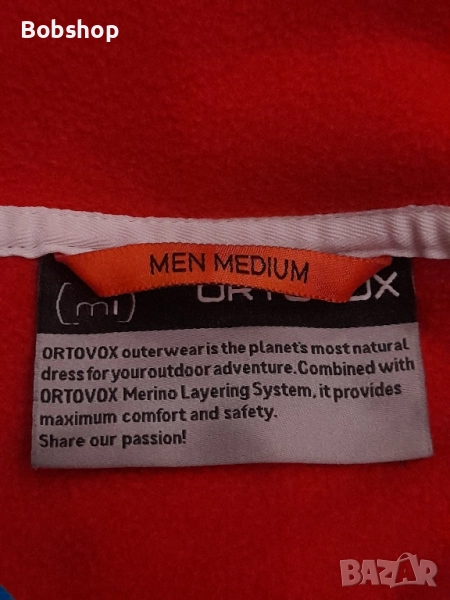 Bobshop
MEN MEDIUM
(mi) ORTOVOX
ORTOVOX outerwear is the planet's most natural
dress for your outdoor adventure. Combined with
ORTOVOX Merino Layering System, it provides
maximum comfort and safety.
Share our passion!
BAZAR